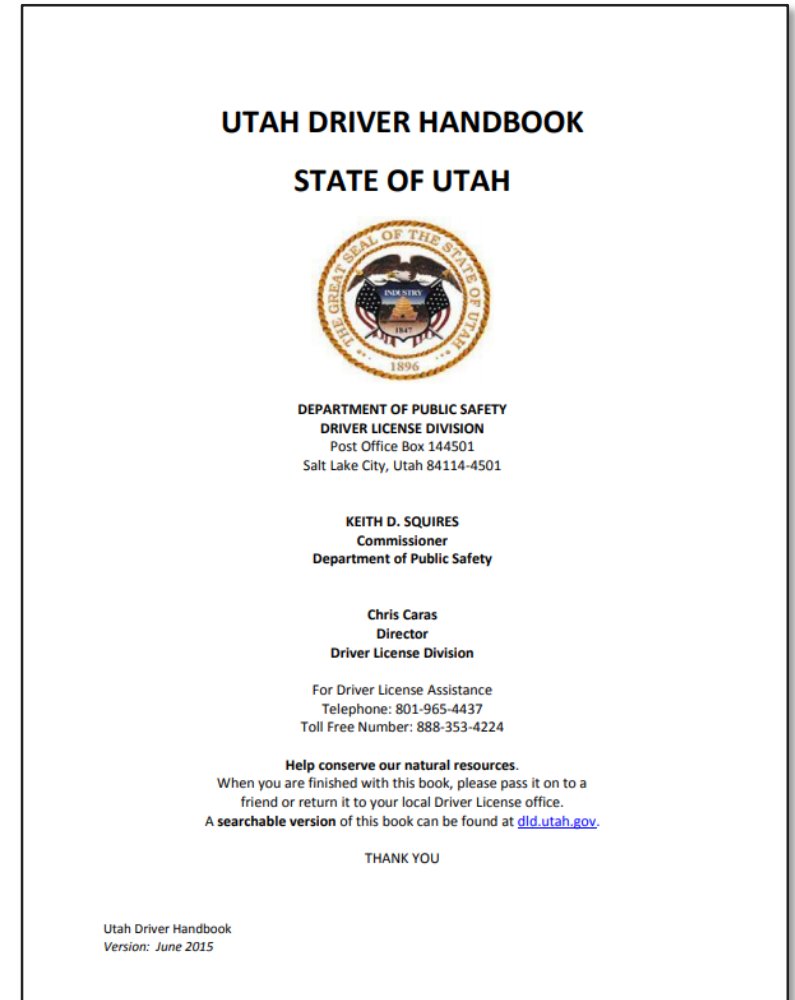 UTAH DRIVER HANDBOOK
STATE OF UTAH
THE GREAT SEAL OF THE STATE OF UTAH
INDUSTRY
1847
1896
DEPARTMENT OF PUBLIC SAFETY
DRIVER LICENSE DIVISION
Post Office Box 144501
Salt Lake City, Utah 84114-4501
KEITH D. SQUIRES
Commissioner
Department of Public Safety
Chris Caras
Director
Driver License Division
For Driver License Assistance
Telephone: 801-965-4437
Toll Free Number: 888-353-4224
Help conserve our natural resources.
When you are finished with this book, please pass it on to a
friend or return it to your local Driver License office.
A searchable version of this book can be found at dld.utah.gov.
THANK YOU
Utah Driver Handbook
Version: June 2015